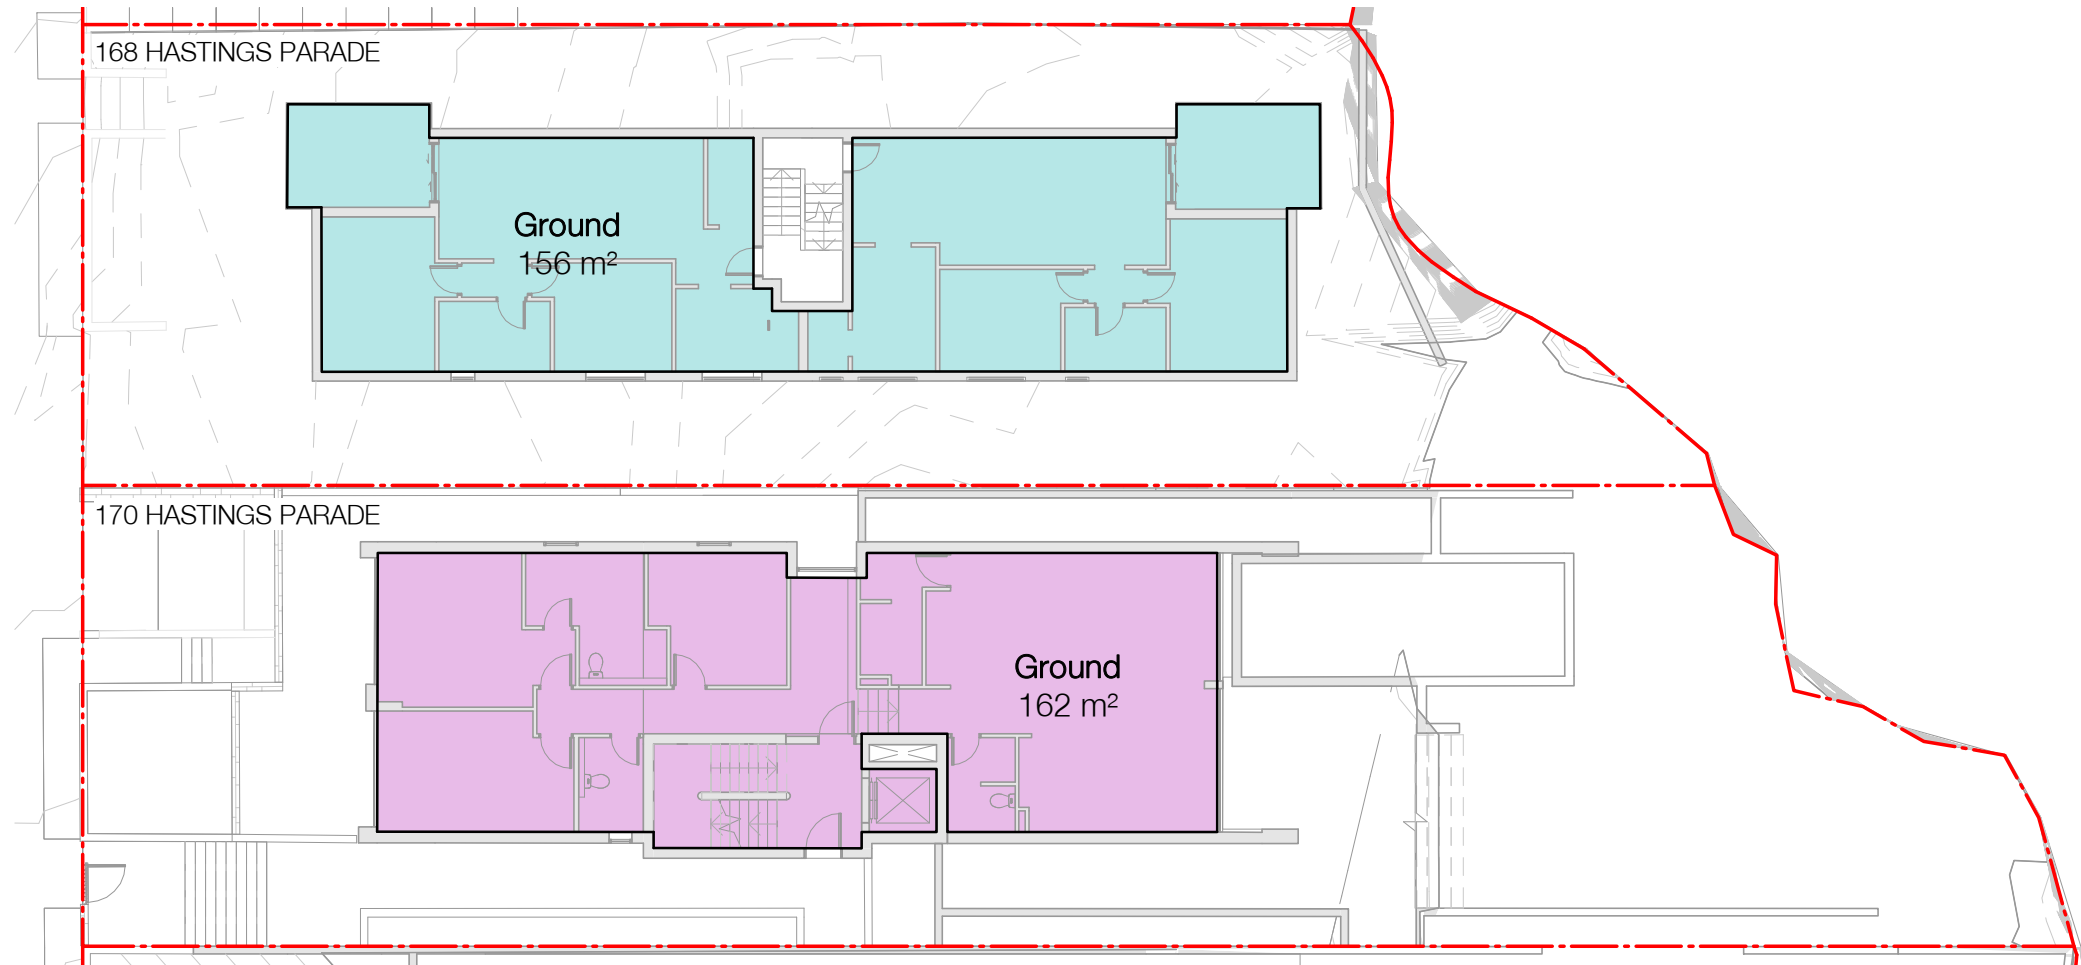 168 HASTINGS PARADE
Ground
156 m²
170 HASTINGS PARADE
Ground
162 m²